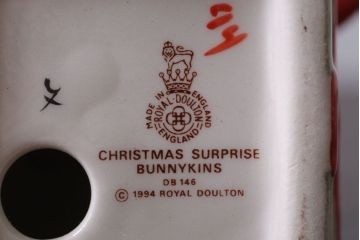 MADE IN ENGLAND
ROYAL-DOULTON
ENGLAND
CHRISTMAS SURPRISE
BUNNYKINS
DB 146
© 1994 ROYAL DOULTON